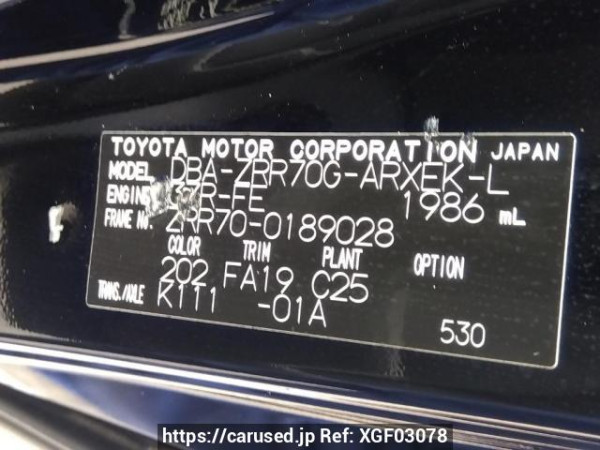 TOYOTA MOTOR CORPORATION JAPAN
MODEL DBA-ZRR70G-ARXEK-L
ENGINE 3ZR-FE 1986 mL
FRAME No. ZRR70-0189028
COLOR TRIM PLANT OPTION
202 FA19 C25
TRANS./AXLE K111 -01A
530
https://carused.jp Ref: XGF03078